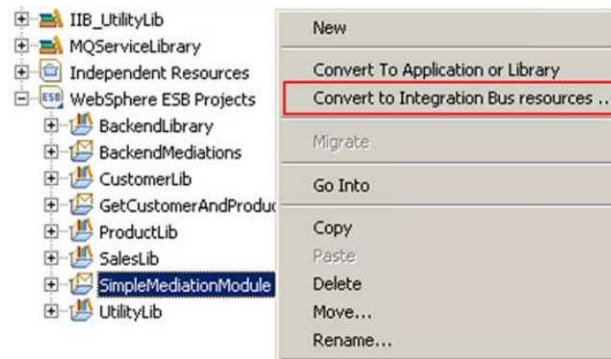 IIB_UtilityLib
MQServiceLibrary
Independent Resources
ESB WebSphere ESB Projects
BackendLibrary
BackendMediations
CustomerLib
GetCustomerAndProduc
ProductLib
SalesLib
SimpleMediationModule
UtilityLib
New
Convert To Application or Library
Convert to Integration Bus resources ..
Migrate
Go Into
Copy
Paste
Delete
Move...
Rename...